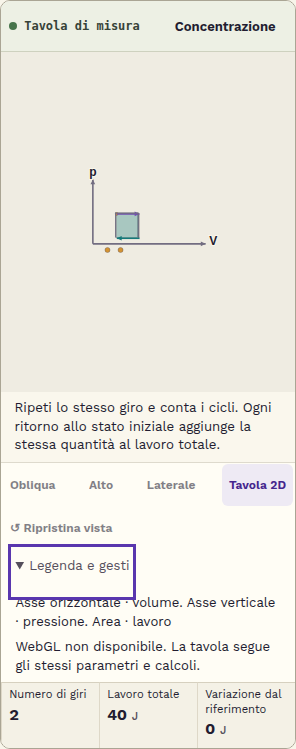 Tavola di misura
Concentrazione
p
V
Ripeti lo stesso giro e conta i cicli. Ogni
ritorno allo stato iniziale aggiunge la
stessa quantità al lavoro totale.
Obliqua
Alto
Laterale
Tavola 2D
↺ Ripristina vista
▼ Legenda e gesti
Asse orizzontale · volume. Asse verticale
· pressione. Area · lavoro
WebGL non disponibile. La tavola segue
gli stessi parametri e calcoli.
Numero di giri
2
Lavoro totale
40 J
Variazione dal
riferimento
0 J